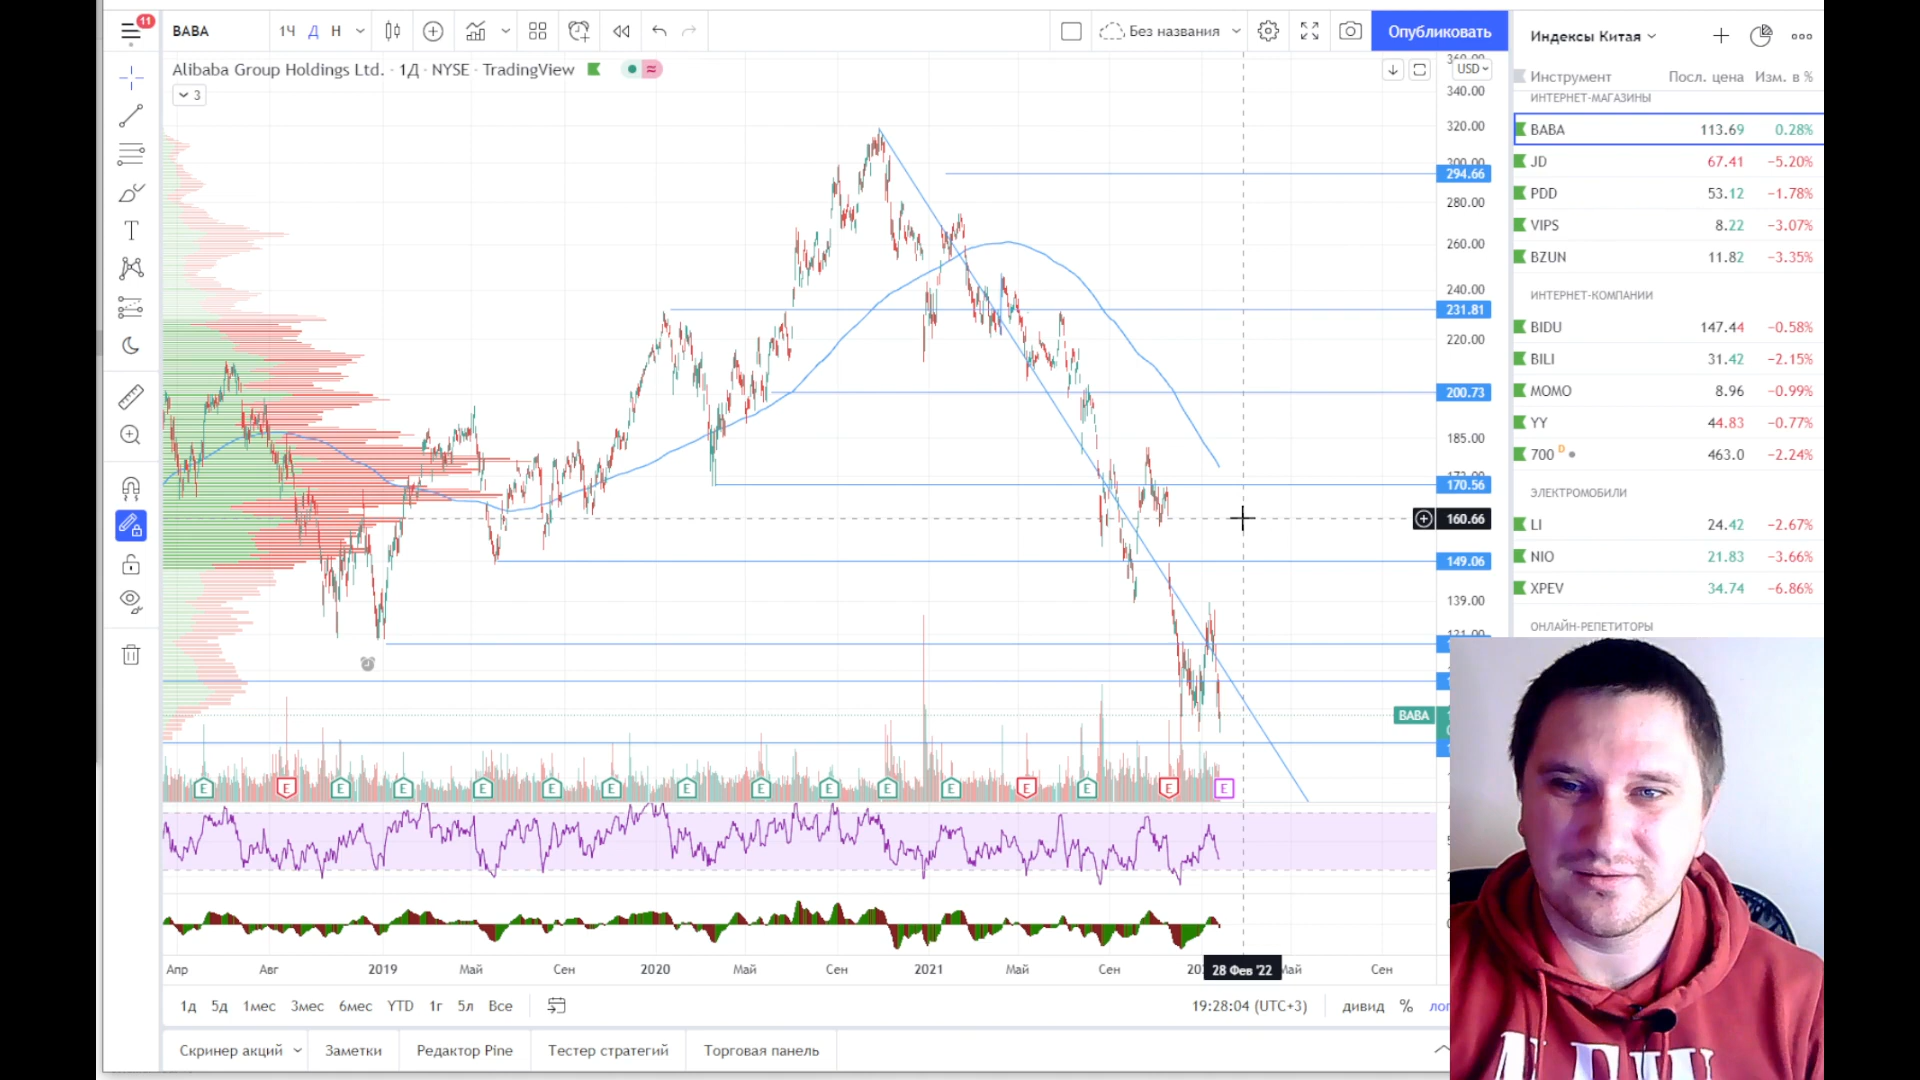 11
BABA
1Ч Д Н
Без названия
Опубликовать
Индексы Китая
Alibaba Group Holdings Ltd. · 1Д · NYSE · TradingView
USD
3
Инструмент Посл. цена Изм. в %
ИНТЕРНЕТ-МАГАЗИНЫ
BABA 113.69 0.28%
JD 67.41 −5.20%
PDD 53.12 −1.78%
VIPS 8.22 −3.07%
BZUN 11.82 −3.35%
ИНТЕРНЕТ-КОМПАНИИ
BIDU 147.44 −0.58%
BILI 31.42 −2.15%
MOMO 8.96 −0.99%
YY 44.83 −0.77%
700 D 463.0 −2.24%
ЭЛЕКТРОМОБИЛИ
LI 24.42 −2.67%
NIO 21.83 −3.66%
XPEV 34.74 −6.86%
ОНЛАЙН-РЕПЕТИТОРЫ
340.00
320.00
300.00
294.66
280.00
260.00
240.00
231.81
220.00
200.73
185.00
170.56
160.66
149.06
139.00
BABA
E E E E E E E E E E E E E E E E
Апр Авг 2019 Май Сен 2020 Май Сен 2021 Май Сен 28 Фев '22 Май Сен
1д 5д 1мес 3мес 6мес YTD 1г 5л Все
19:28:04 (UTC+3) дивид %
Скринер акций Заметки Редактор Pine Тестер стратегий Торговая панель